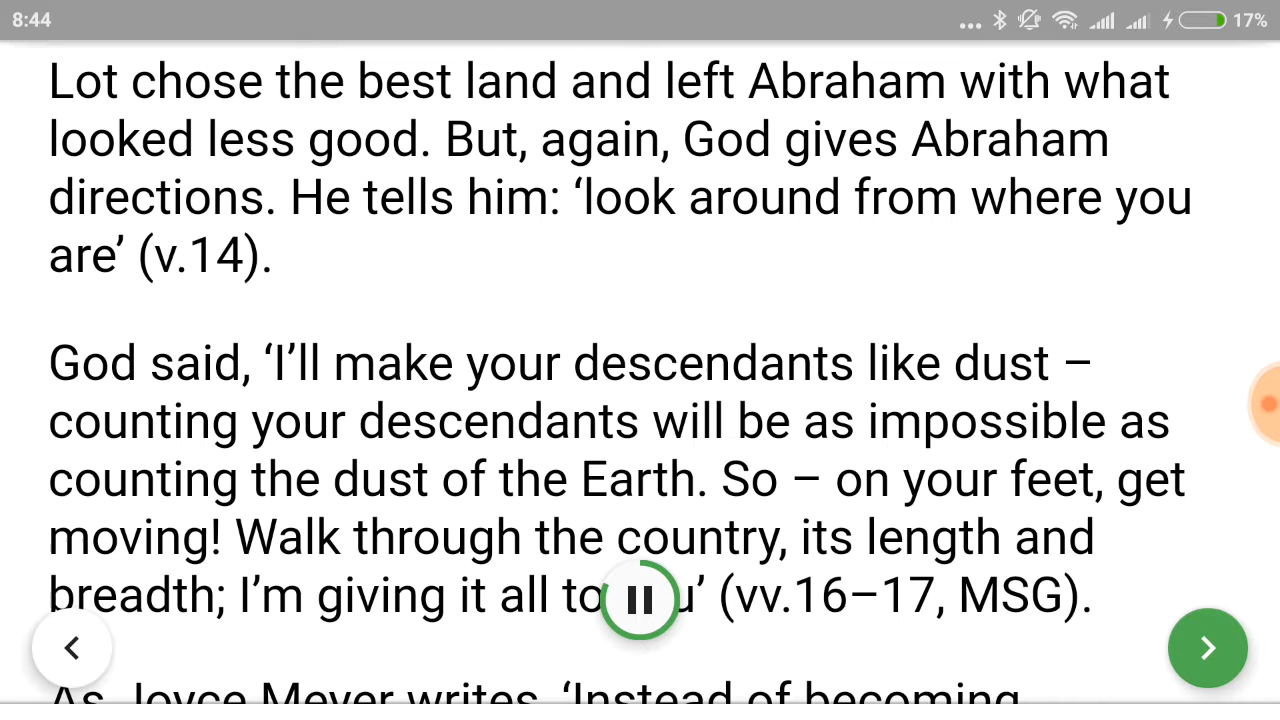 8:44
17%
Lot chose the best land and left Abraham with what
looked less good. But, again, God gives Abraham
directions. He tells him: ‘look around from where you
are’ (v.14).
God said, ‘I’ll make your descendants like dust –
counting your descendants will be as impossible as
counting the dust of the Earth. So – on your feet, get
moving! Walk through the country, its length and
breadth; I’m giving it all to u’ (vv.16–17, MSG).
As Joyce Meyer writes, ‘Instead of becoming